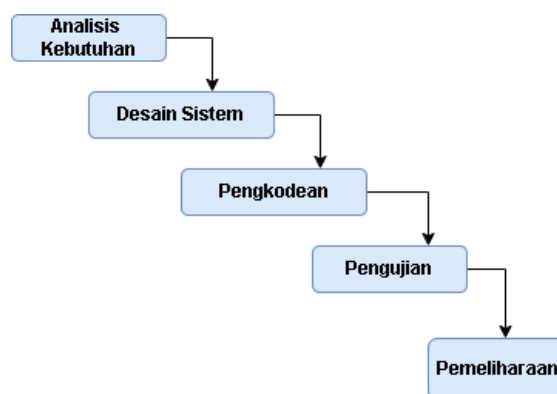 Analisis
Kebutuhan
Desain Sistem
Pengkodean
Pengujian
Pemeliharaan